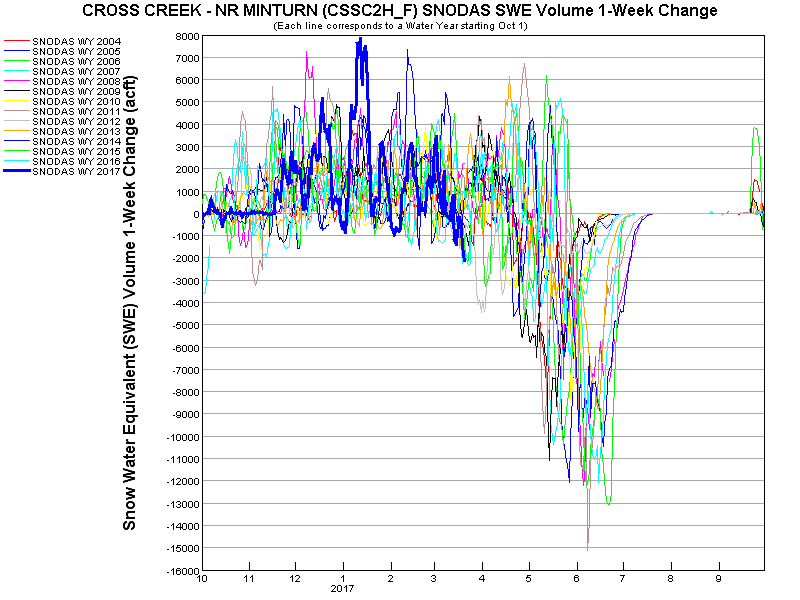 CROSS CREEK - NR MINTURN (CSSC2H_F) SNODAS SWE Volume 1-Week Change
(Each line corresponds to a Water Year starting Oct 1)
SNODAS WY 2004
SNODAS WY 2005
SNODAS WY 2006
SNODAS WY 2007
SNODAS WY 2008
SNODAS WY 2009
SNODAS WY 2010
SNODAS WY 2011
SNODAS WY 2012
SNODAS WY 2013
SNODAS WY 2014
SNODAS WY 2015
SNODAS WY 2016
SNODAS WY 2017
Snow Water Equivalent (SWE) Volume 1-Week Change (acft)
8000
7000
6000
5000
4000
3000
2000
1000
0
-1000
-2000
-3000
-4000
-5000
-6000
-7000
-8000
-9000
-10000
-11000
-12000
-13000
-14000
-15000
-16000
10 11 12 1 2 3 4 5 6 7 8 9
2017